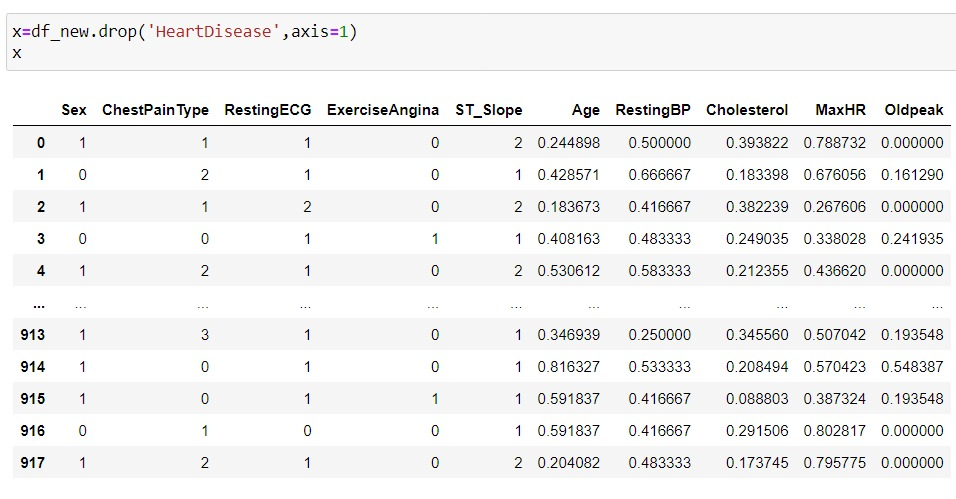 x=df_new.drop('HeartDisease',axis=1)
x
Sex ChestPainType RestingECG ExerciseAngina ST_Slope Age RestingBP Cholesterol MaxHR Oldpeak
0 1 1 1 0 2 0.244898 0.500000 0.393822 0.788732 0.000000
1 0 2 1 0 1 0.428571 0.666667 0.183398 0.676056 0.161290
2 1 1 2 0 2 0.183673 0.416667 0.382239 0.267606 0.000000
3 0 0 1 1 1 0.408163 0.483333 0.249035 0.338028 0.241935
4 1 2 1 0 2 0.530612 0.583333 0.212355 0.436620 0.000000
... ... ... ... ... ... ... ... ... ... ...
913 1 3 1 0 1 0.346939 0.250000 0.345560 0.507042 0.193548
914 1 0 1 0 1 0.816327 0.533333 0.208494 0.570423 0.548387
915 1 0 1 1 1 0.591837 0.416667 0.088803 0.387324 0.193548
916 0 1 0 0 1 0.591837 0.416667 0.291506 0.802817 0.000000
917 1 2 1 0 2 0.204082 0.483333 0.173745 0.795775 0.000000